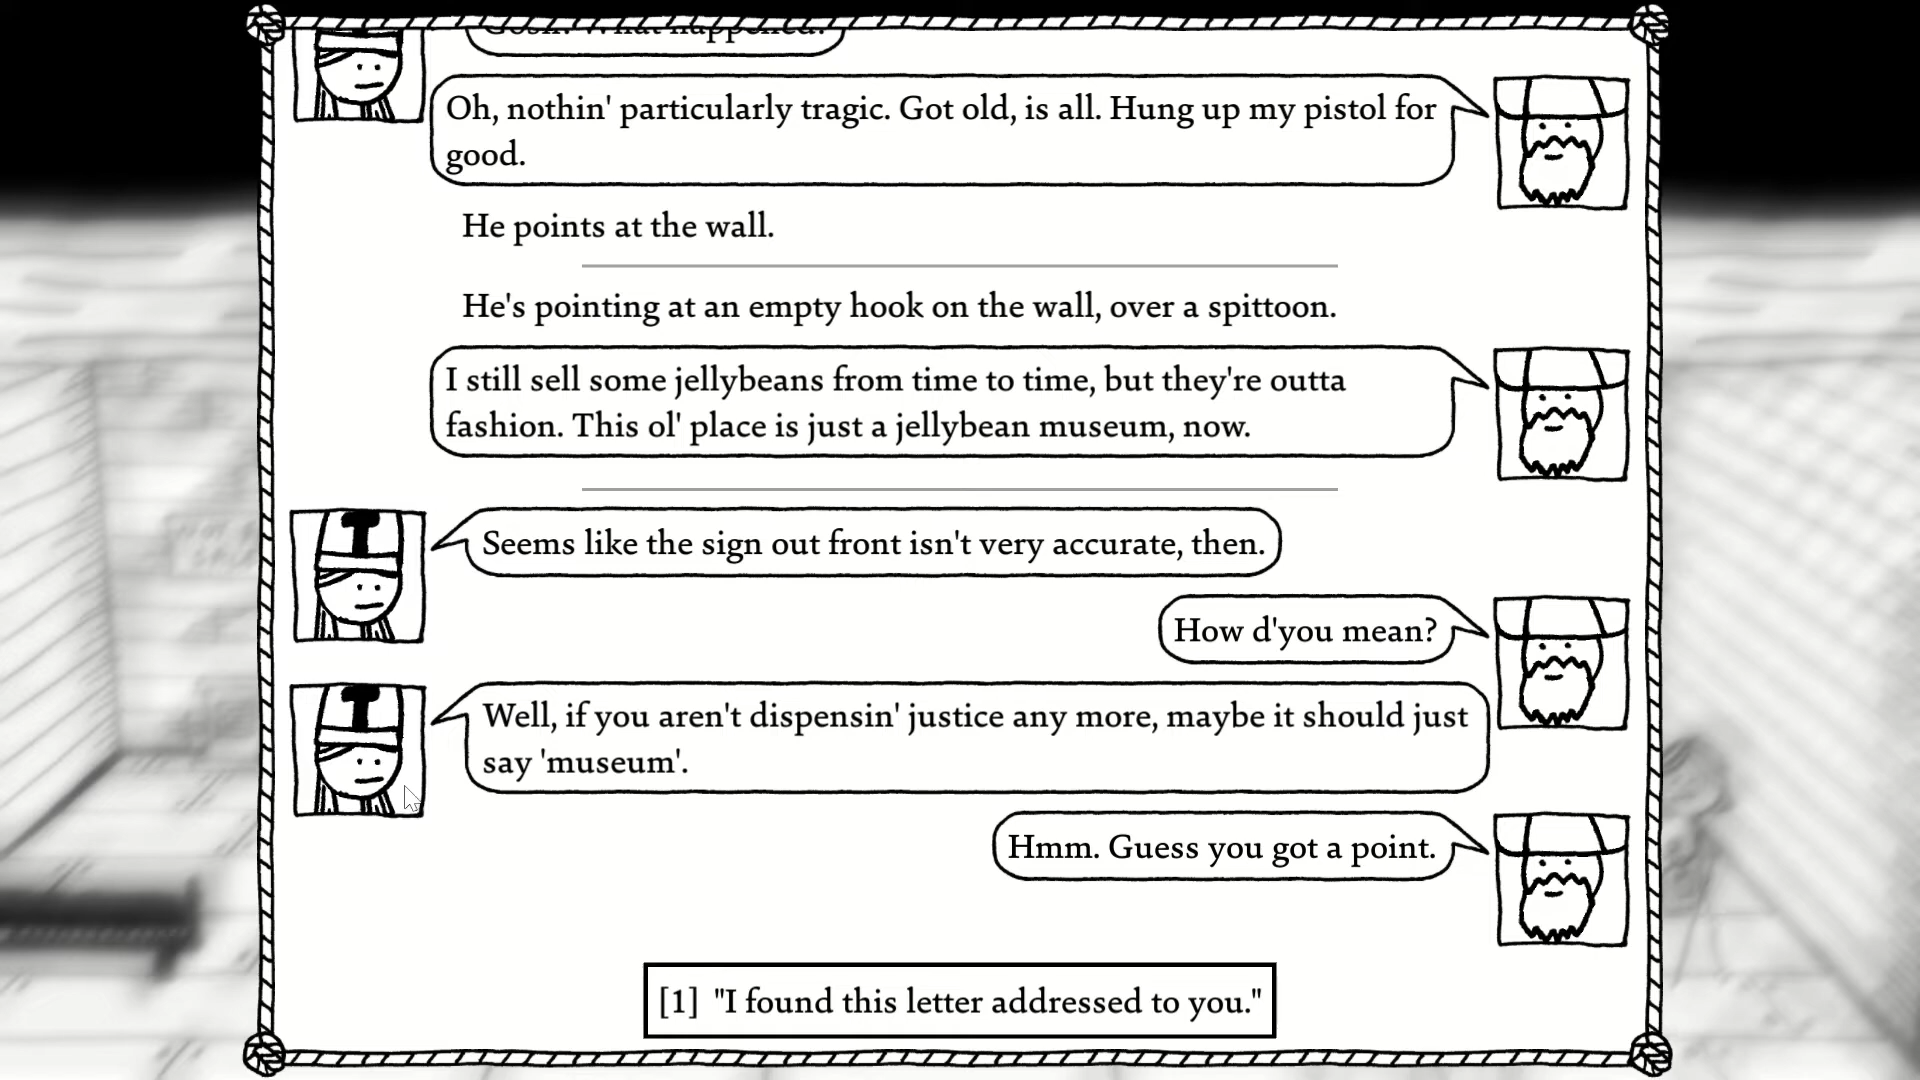 Oh, nothin' particularly tragic. Got old, is all. Hung up my pistol for
good.
He points at the wall.
He's pointing at an empty hook on the wall, over a spittoon.
I still sell some jellybeans from time to time, but they're outta
fashion. This ol' place is just a jellybean museum, now.
Seems like the sign out front isn't very accurate, then.
How d'you mean?
Well, if you aren't dispensin' justice any more, maybe it should just
say 'museum'.
Hmm. Guess you got a point.
[1] "I found this letter addressed to you."